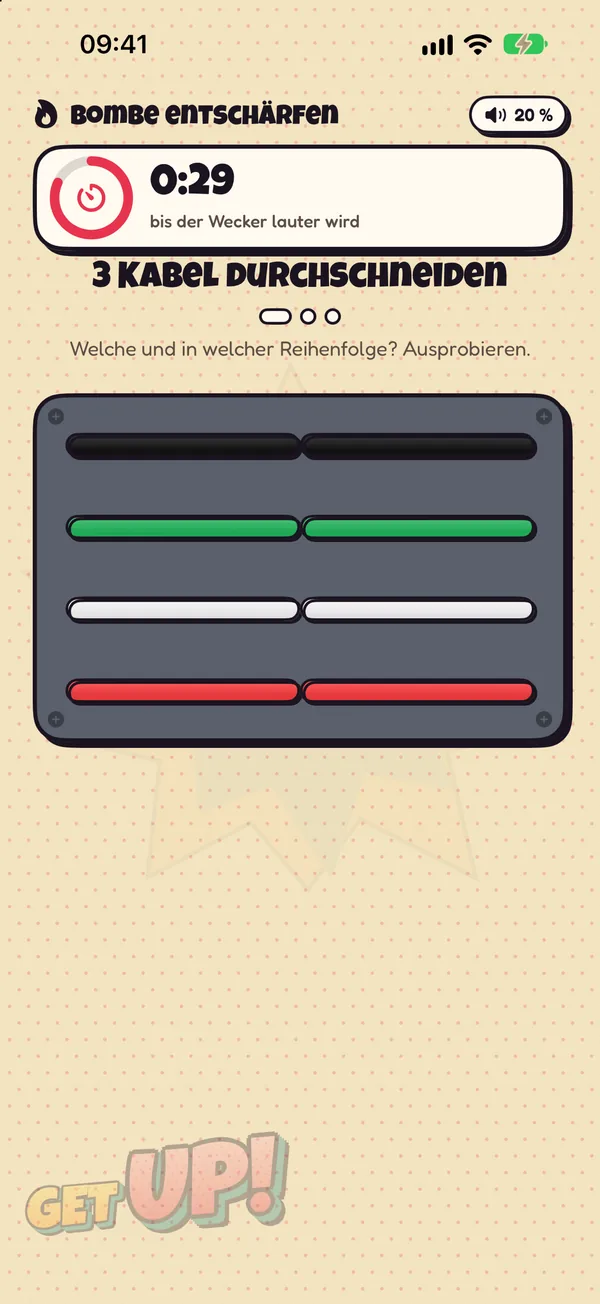 09:41
BOMBE ENTSCHÄRFEN
20 %
0:29
bis der Wecker lauter wird
3 KABEL DURCHSCHNEIDEN
Welche und in welcher Reihenfolge? Ausprobieren.
GET UP!